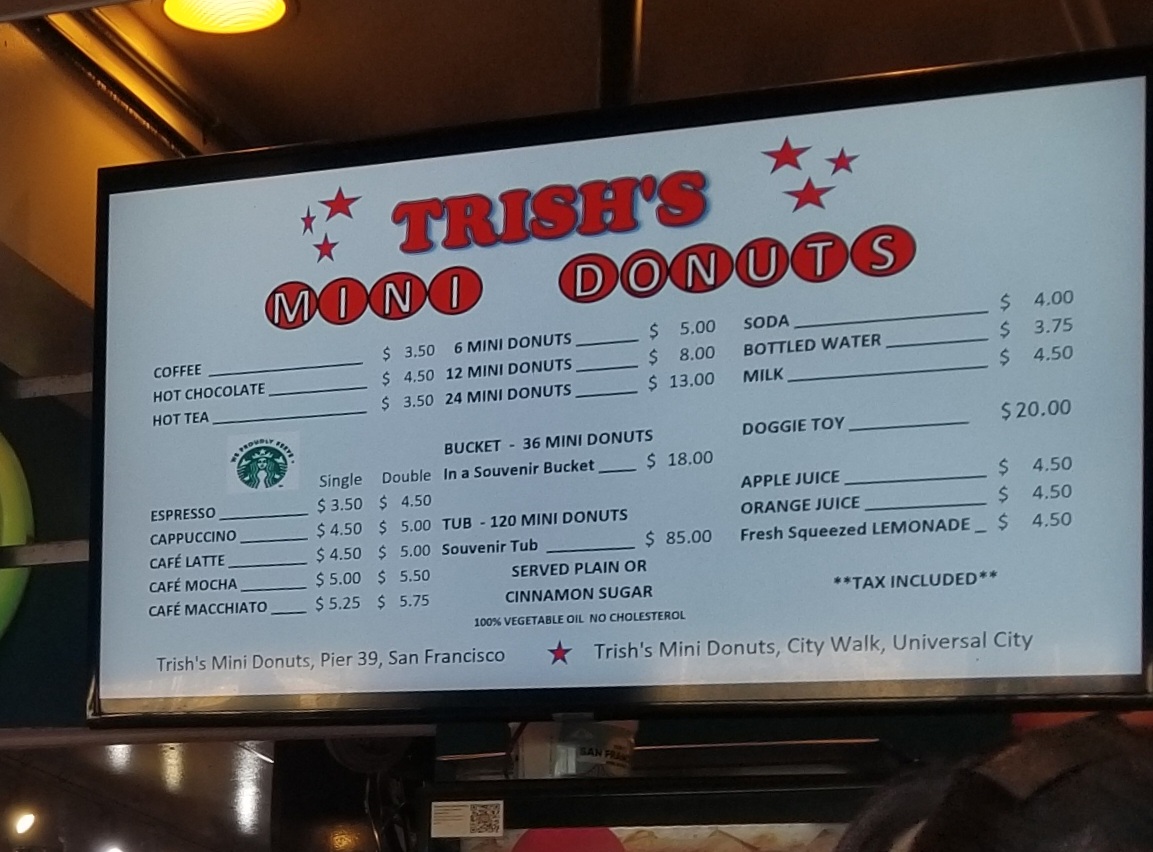 TRISH'S
MINI DONUTS
COFFEE $ 3.50
HOT CHOCOLATE $ 4.50
HOT TEA $ 3.50
WE PROUDLY SERVE
Single Double
ESPRESSO $ 3.50 $ 4.50
CAPPUCCINO $ 4.50 $ 5.00
CAFÉ LATTE $ 4.50 $ 5.00
CAFÉ MOCHA $ 5.00 $ 5.50
CAFÉ MACCHIATO $ 5.25 $ 5.75
6 MINI DONUTS $ 5.00
12 MINI DONUTS $ 8.00
24 MINI DONUTS $ 13.00
BUCKET - 36 MINI DONUTS
In a Souvenir Bucket $ 18.00
TUB - 120 MINI DONUTS
Souvenir Tub $ 85.00
SERVED PLAIN OR
CINNAMON SUGAR
100% VEGETABLE OIL NO CHOLESTEROL
SODA $ 4.00
BOTTLED WATER $ 3.75
MILK $ 4.50
DOGGIE TOY $ 20.00
APPLE JUICE $ 4.50
ORANGE JUICE $ 4.50
Fresh Squeezed LEMONADE $ 4.50
**TAX INCLUDED**
Trish's Mini Donuts, Pier 39, San Francisco
Trish's Mini Donuts, City Walk, Universal City
SAN FRAN